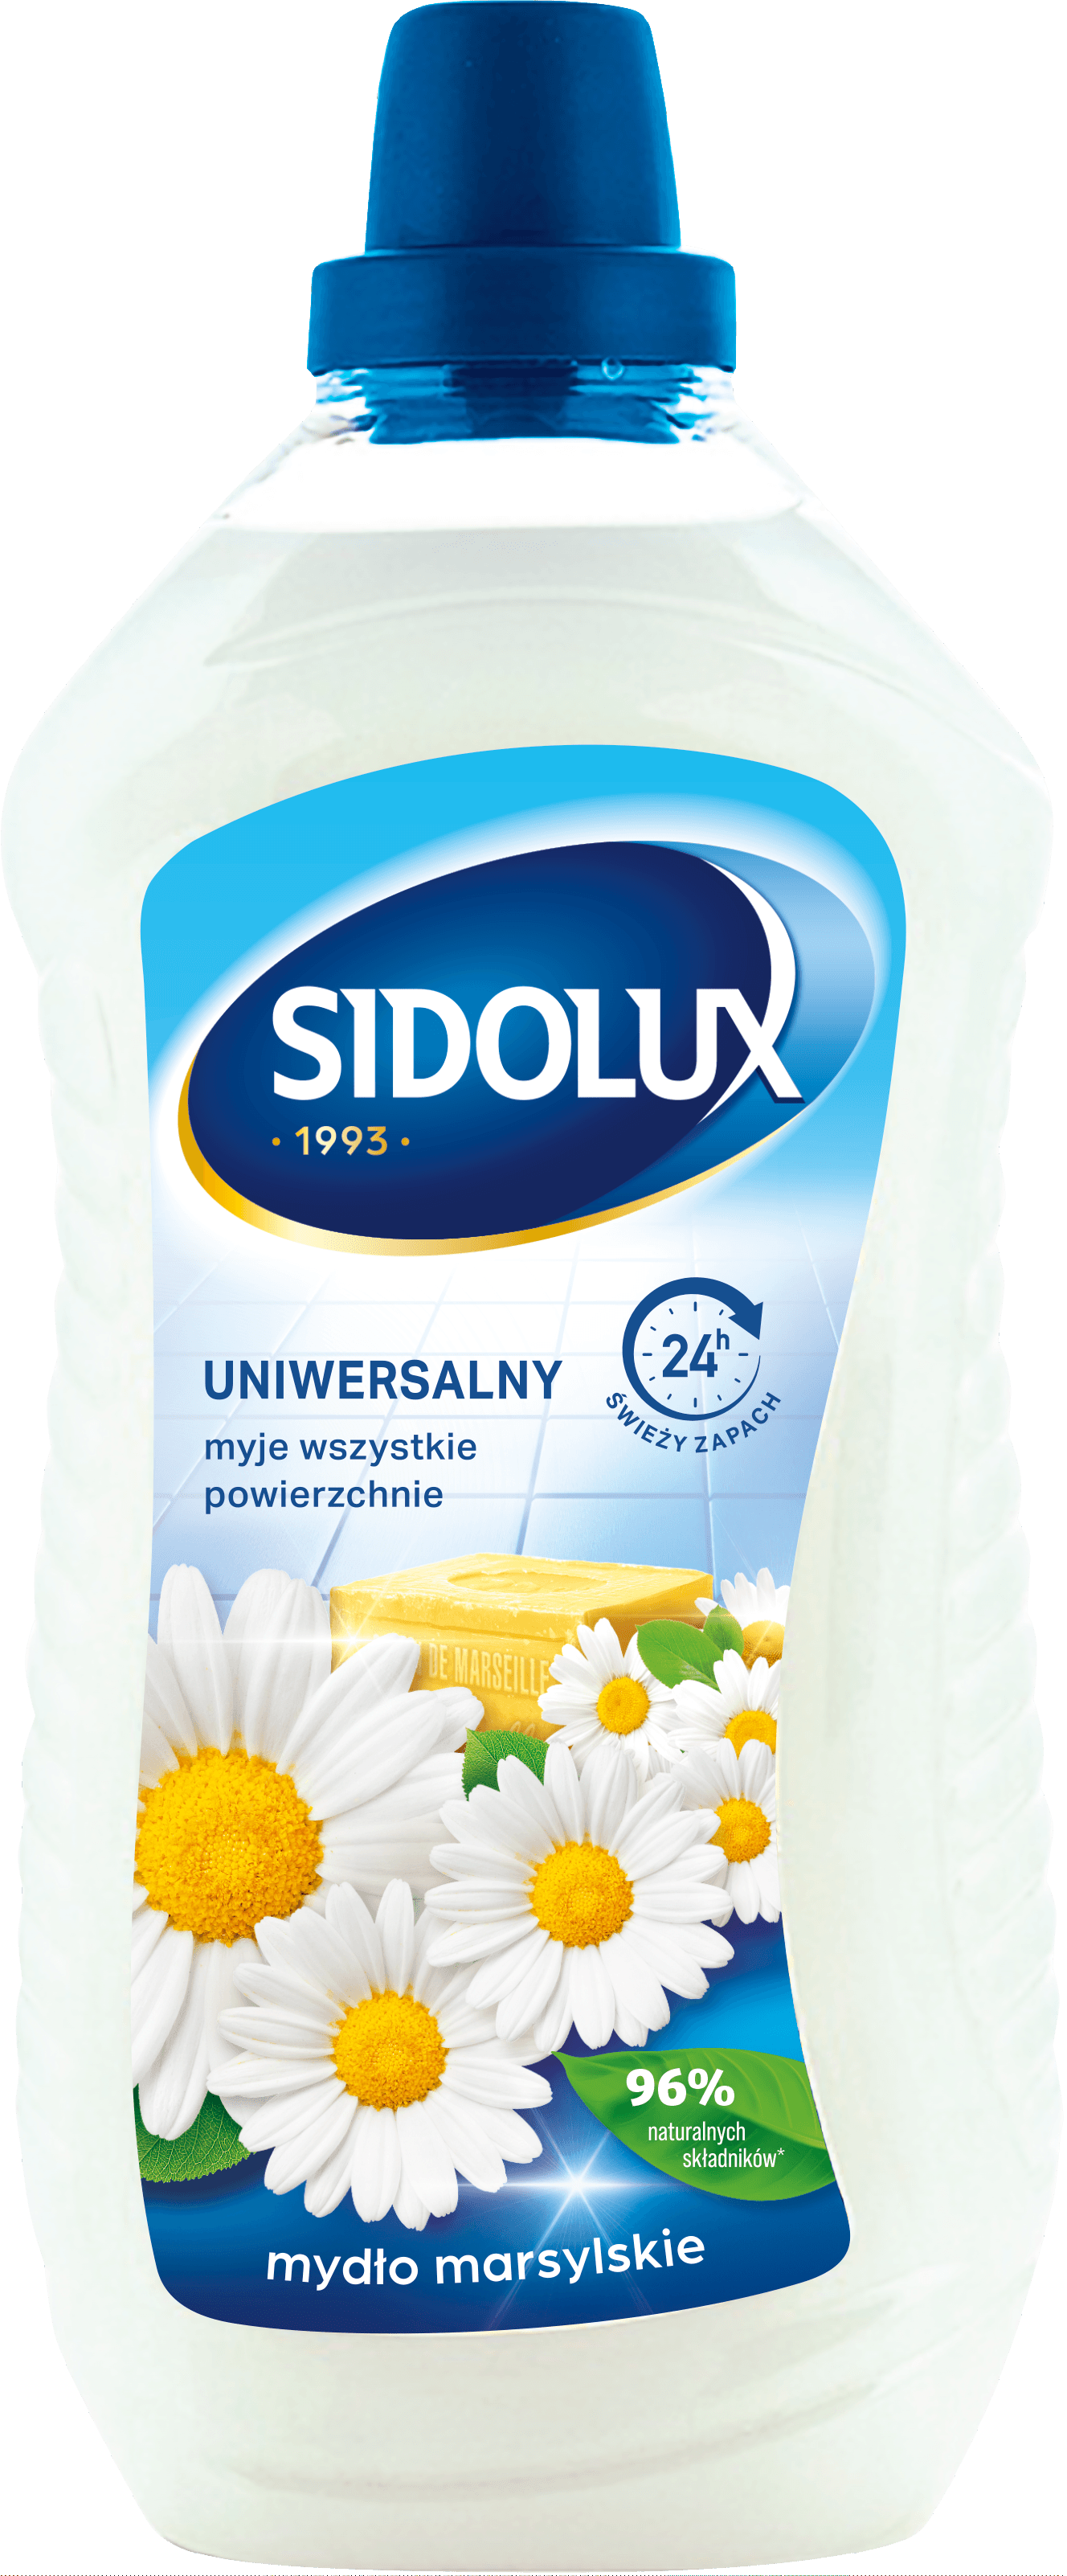 SIDOLUX
• 1993 •
24h
ŚWIEŻY ZAPACH
UNIWERSALNY
myje wszystkie
powierzchnie
DE MARSEILLE
96%
naturalnych
składników*
mydło marsylskie